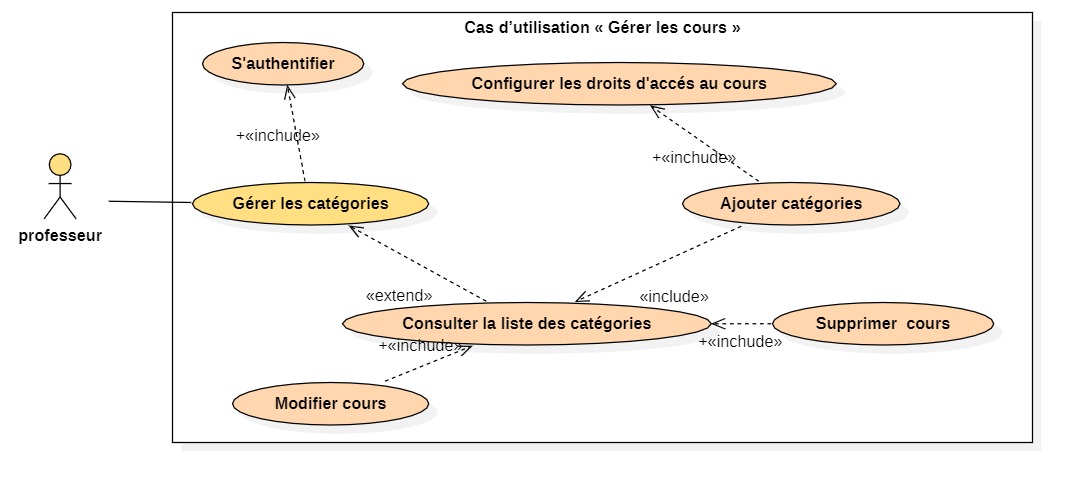 Cas d’utilisation « Gérer les cours »
S'authentifier
Configurer les droits d'accés au cours
+«inchude»
+«inchude»
Gérer les catégories
Ajouter catégories
professeur
«extend»
«include»
Consulter la liste des catégories
Supprimer cours
+«inchude»
+«inchude»
Modifier cours